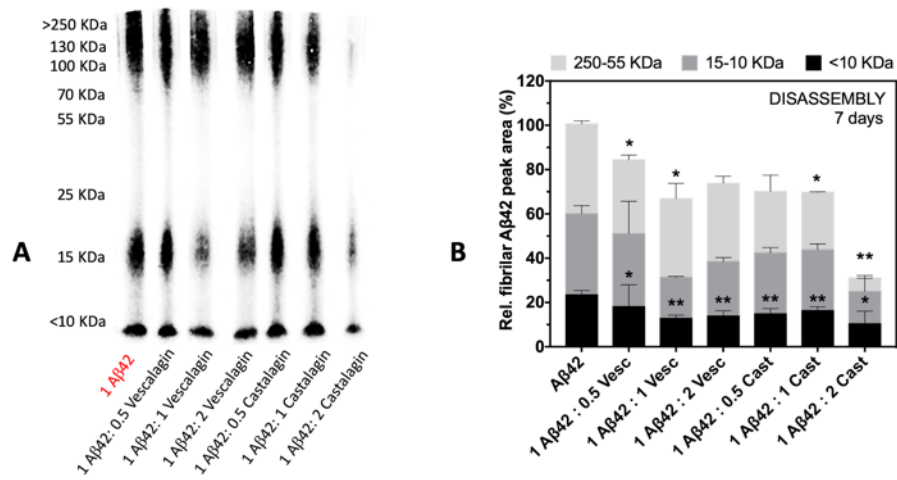 >250 KDa
130 KDa
100 KDa
70 KDa
55 KDa
25 KDa
15 KDa
<10 KDa
A
1 Aβ42
1 Aβ42: 0.5 Vescalagin
1 Aβ42: 1 Vescalagin
1 Aβ42: 2 Vescalagin
1 Aβ42: 0.5 Castalagin
1 Aβ42: 1 Castalagin
1 Aβ42: 2 Castalagin
B
250-55 KDa 15-10 KDa <10 KDa
DISASSEMBLY
7 days
Rel. fibrilar Aβ42 peak area (%)
120
100
80
60
40
20
0
* * * **
* ** ** ** ** *
Aβ42
1 Aβ42 : 0.5 Vesc
1 Aβ42 : 1 Vesc
1 Aβ42 : 2 Vesc
1 Aβ42 : 0.5 Cast
1 Aβ42 : 1 Cast
1 Aβ42 : 2 Cast